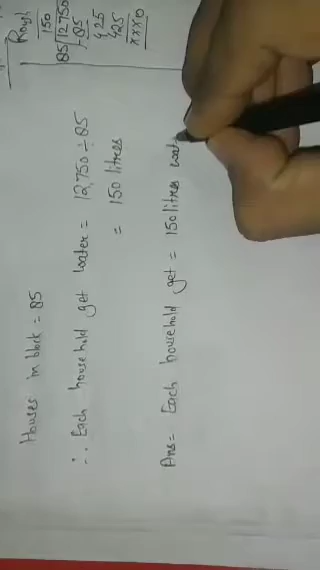 Houses in block = 85
∴ Each household get water = 12,750 ÷ 85
= 150 litres
Ans = Each household get = 150 litres wate
Rough
150
85 12750
- 85
425
425
xxx0